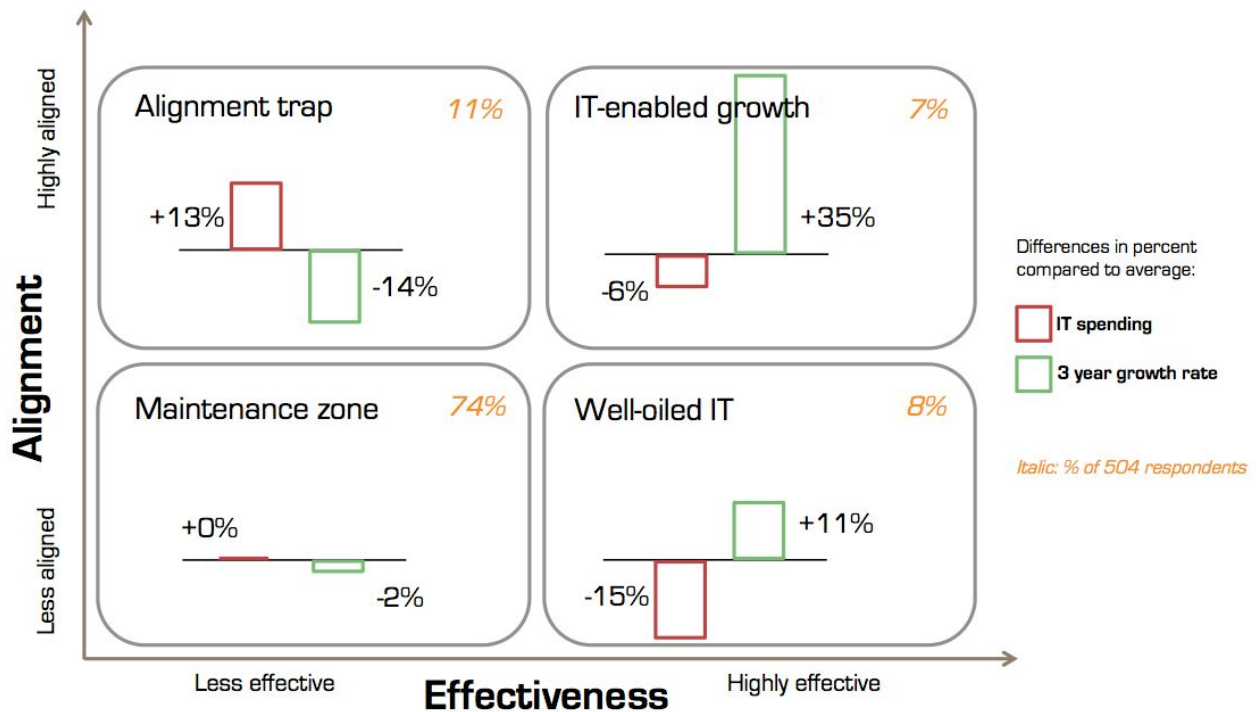 Alignment
Highly aligned
Less aligned
Alignment trap
11%
+13%
-14%
IT-enabled growth
7%
+35%
-6%
Maintenance zone
74%
+0%
-2%
Well-oiled IT
8%
+11%
-15%
Differences in percent
compared to average:
IT spending
3 year growth rate
Italic: % of 504 respondents
Less effective
Effectiveness
Highly effective